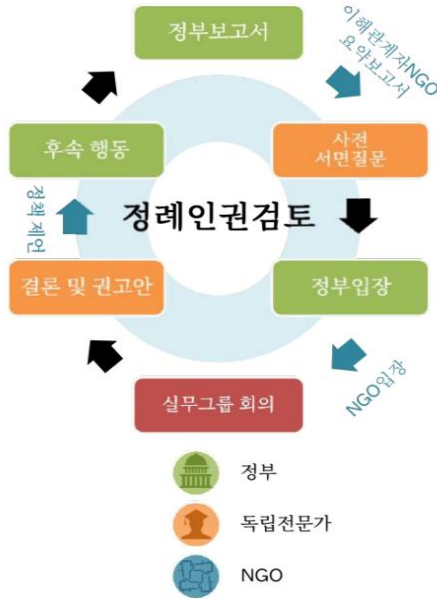 정부보고서
이해관계자NGO
요약보고서
후속 행동
사전
서면질문
정책 제언
정례인권검토
결론 및 권고안
정부입장
NGO입장
실무그룹 회의
정부
독립전문가
NGO